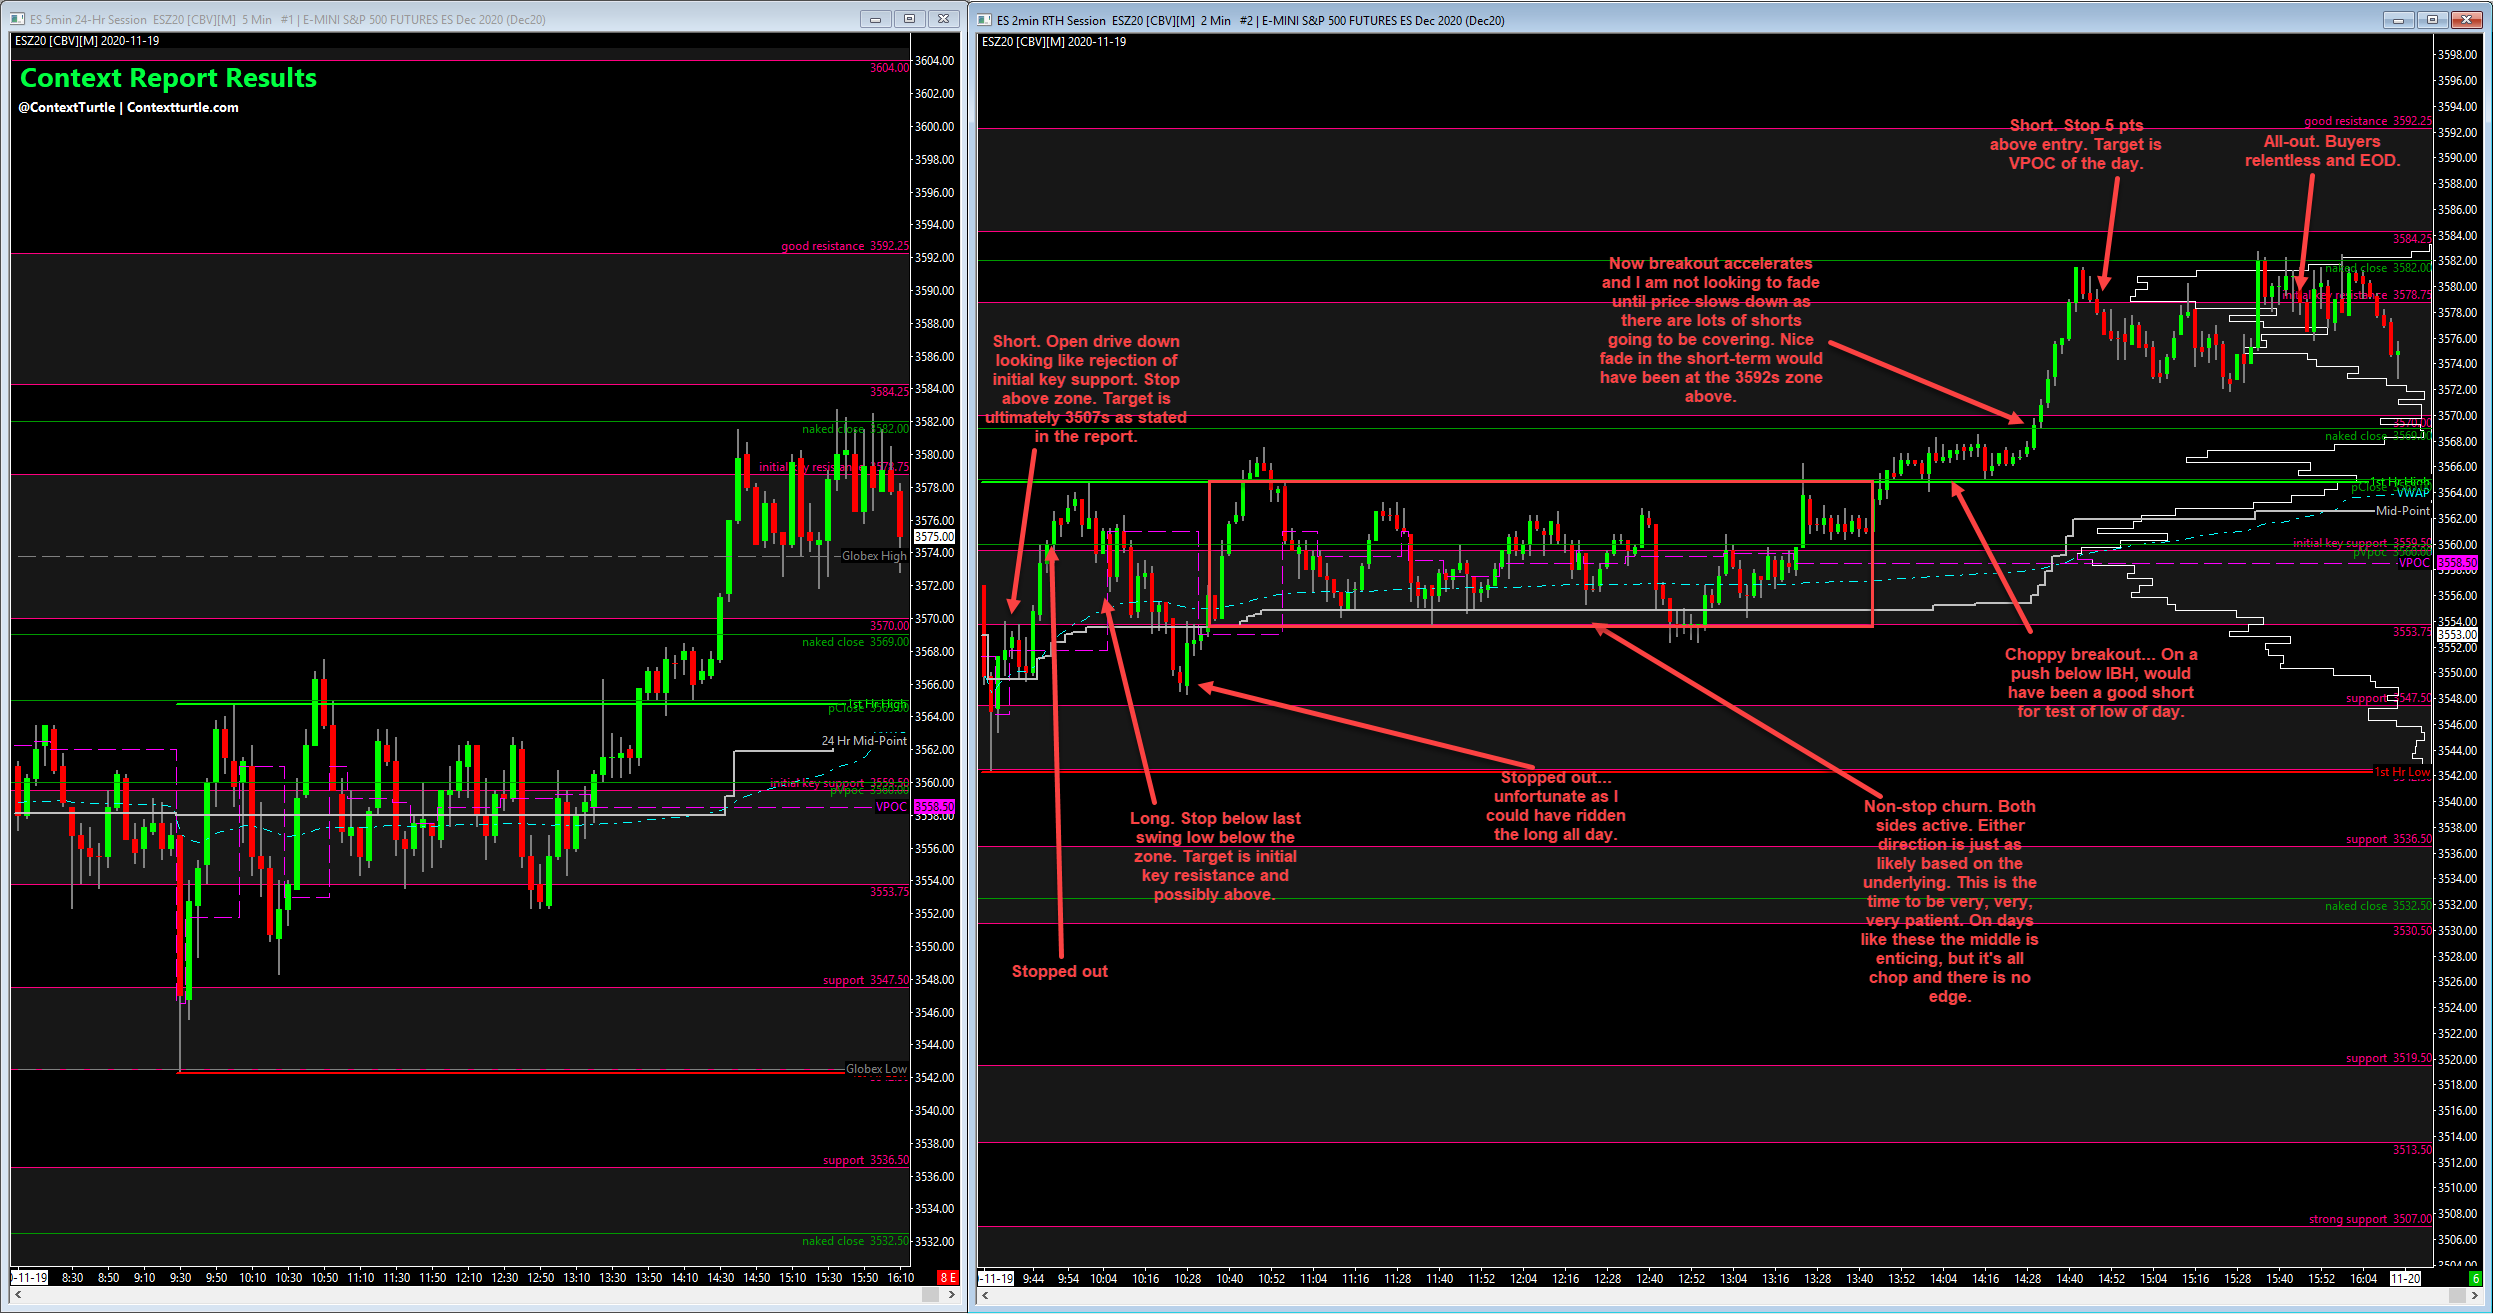 ES 5min 24-Hr Session ESZ20 [CBV][M] 5 Min #1 | E-MINI S&P 500 FUTURES ES Dec 2020 (Dec20)
ESZ20 [CBV][M] 2020-11-19
Context Report Results
@ContextTurtle | Contextturtle.com
3604.00
good resistance 3592.25
3584.25
naked close 3582.00
initial key resistance 3578.75
Globex High
3570.00
naked close 3569.00
1st Hr High
24 Hr Mid-Point
initial key support 3559.50
pVpoc 3560.00
VPOC
3553.75
support 3547.50
Globex Low
support 3536.50
naked close 3532.50
3604.00
3602.00
3600.00
3598.00
3596.00
3594.00
3592.00
3590.00
3588.00
3586.00
3584.00
3582.00
3580.00
3578.00
3576.00
3575.00
3574.00
3572.00
3570.00
3568.00
3566.00
3564.00
3562.00
3560.00
3558.50
3558.00
3556.00
3554.00
3552.00
3550.00
3548.00
3546.00
3544.00
3542.00
3540.00
3538.00
3536.00
3534.00
3532.00
-11-19 8:30 8:50 9:10 9:30 9:50 10:10 10:30 10:50 11:10 11:30 11:50 12:10 12:30 12:50 13:10 13:30 13:50 14:10 14:30 14:50 15:10 15:30 15:50 16:10 8 E
ES 2min RTH Session ESZ20 [CBV][M] 2 Min #2 | E-MINI S&P 500 FUTURES ES Dec 2020 (Dec20)
ESZ20 [CBV][M] 2020-11-19
Short. Open drive down
looking like rejection of
initial key support. Stop
above zone. Target is
ultimately 3507s as stated
in the report.
Stopped out
Long. Stop below last
swing low below the
zone. Target is initial
key resistance and
possibly above.
Stopped out...
unfortunate as I
could have ridden
the long all day.
Now breakout accelerates
and I am not looking to fade
until price slows down as
there are lots of shorts
going to be covering. Nice
fade in the short-term would
have been at the 3592s zone
above.
Non-stop churn. Both
sides active. Either
direction is just as
likely based on the
underlying. This is the
time to be very, very,
very patient. On days
like these the middle is
enticing, but it's all
chop and there is no
edge.
Choppy breakout... On a
push below IBH, would
have been a good short
for test of low of day.
Short. Stop 5 pts
above entry. Target is
VPOC of the day.
All-out. Buyers
relentless and EOD.
good resistance 3592.25
3584.25
naked close 3582.00
initial key resistance 3578.75
3570.00
naked close 3569.00
1st Hr High
pClose
VWAP
Mid-Point
initial key support 3559.50
pVpoc 3560.00
VPOC
3553.75
support 3547.50
1st Hr Low
support 3536.50
naked close 3532.50
3530.50
support 3519.50
3513.50
strong support 3507.00
3598.00
3596.00
3594.00
3592.00
3590.00
3588.00
3586.00
3584.00
3582.00
3580.00
3578.00
3576.00
3574.00
3572.00
3570.00
3568.00
3566.00
3564.00
3562.00
3560.00
3558.50
3558.00
3556.00
3554.00
3553.00
3552.00
3550.00
3548.00
3546.00
3544.00
3542.00
3540.00
3538.00
3536.00
3534.00
3532.00
3530.00
3528.00
3526.00
3524.00
3522.00
3520.00
3518.00
3516.00
3514.00
3512.00
3510.00
3508.00
3506.00
3504.00
-11-19 9:44 9:54 10:04 10:16 10:28 10:40 10:52 11:04 11:16 11:28 11:40 11:52 12:04 12:16 12:28 12:40 12:52 13:04 13:16 13:28 13:40 13:52 14:04 14:16 14:28 14:40 14:52 15:04 15:16 15:28 15:40 15:52 16:04 11-20 6